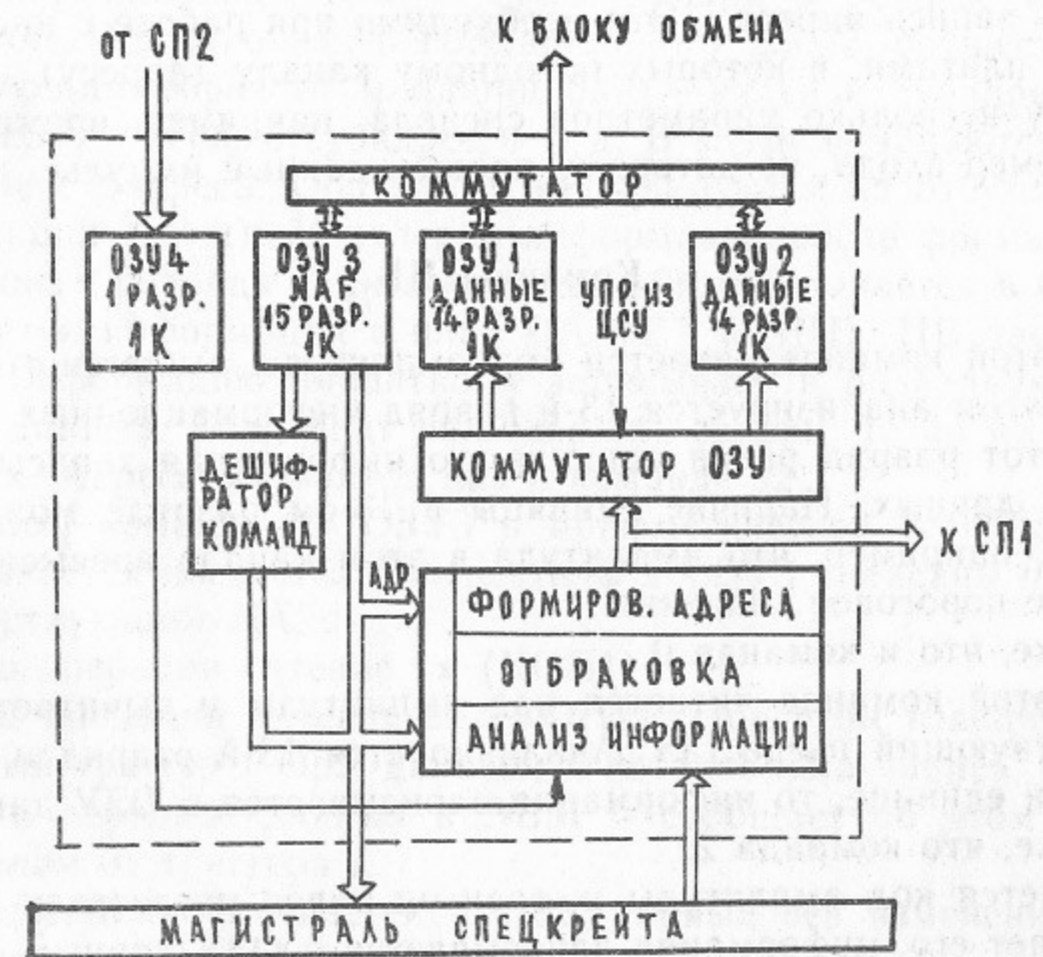 от СП2
К БЛОКУ ОБМЕНА
КОММУТАТОР
ОЗУ 4
1 РАЗР.
1К
ОЗУ 3
NAF
15 РАЗР.
1К
ОЗУ 1
ДАННЫЕ
14 РАЗР.
1К
УПР. ИЗ
ЦСУ
ОЗУ 2
ДАННЫЕ
14 РАЗР.
1К
ДЕШИФ-
РАТОР
КОМАНД
КОММУТАТОР ОЗУ
К СП1
АДР
ФОРМИРОВ. АДРЕСА
ОТБРАКОВКА
АНАЛИЗ ИНФОРМАЦИИ
МАГИСТРАЛЬ СПЕЦКРЕЙТА